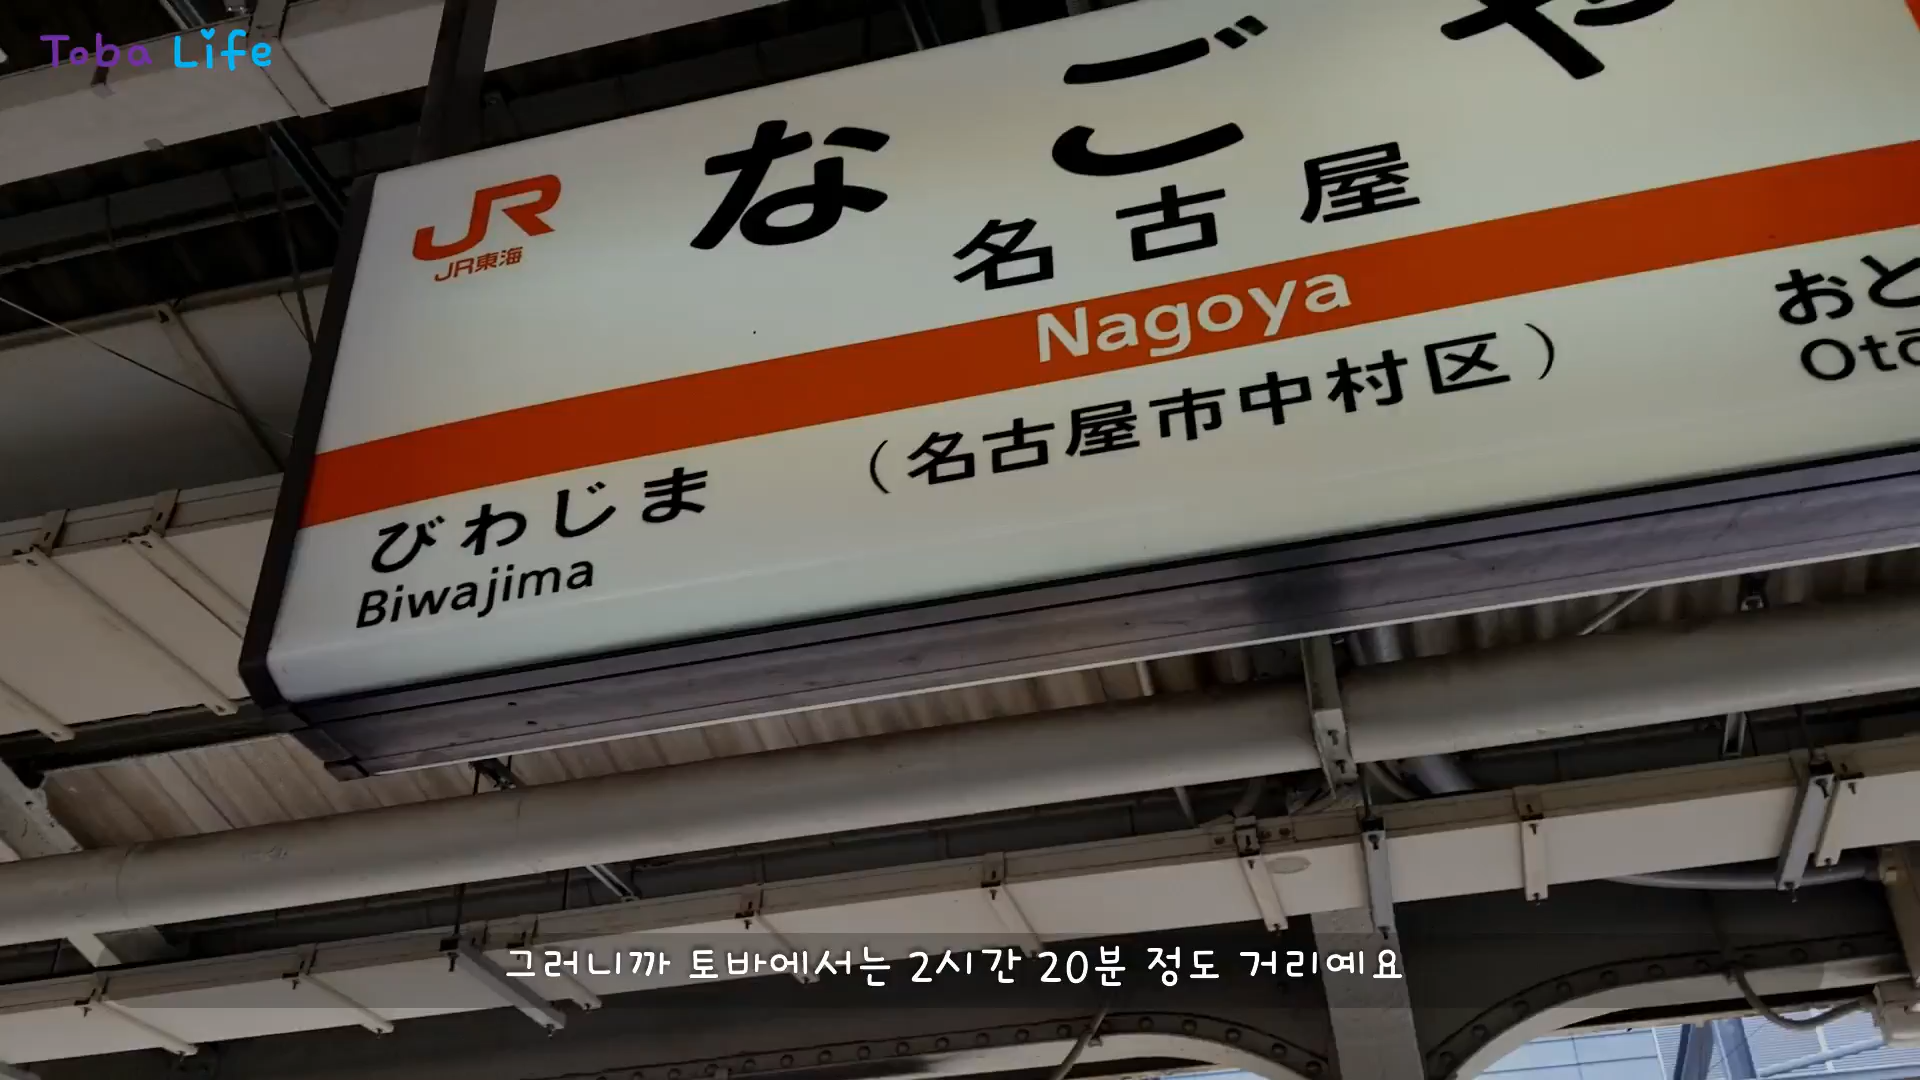 Toba Life
なごや
JR
JR東海
名古屋
Nagoya
(名古屋市中村区)
びわじま
Biwajima
おと
Otō
그러니까 토바에서는 2시간 20분 정도 거리예요